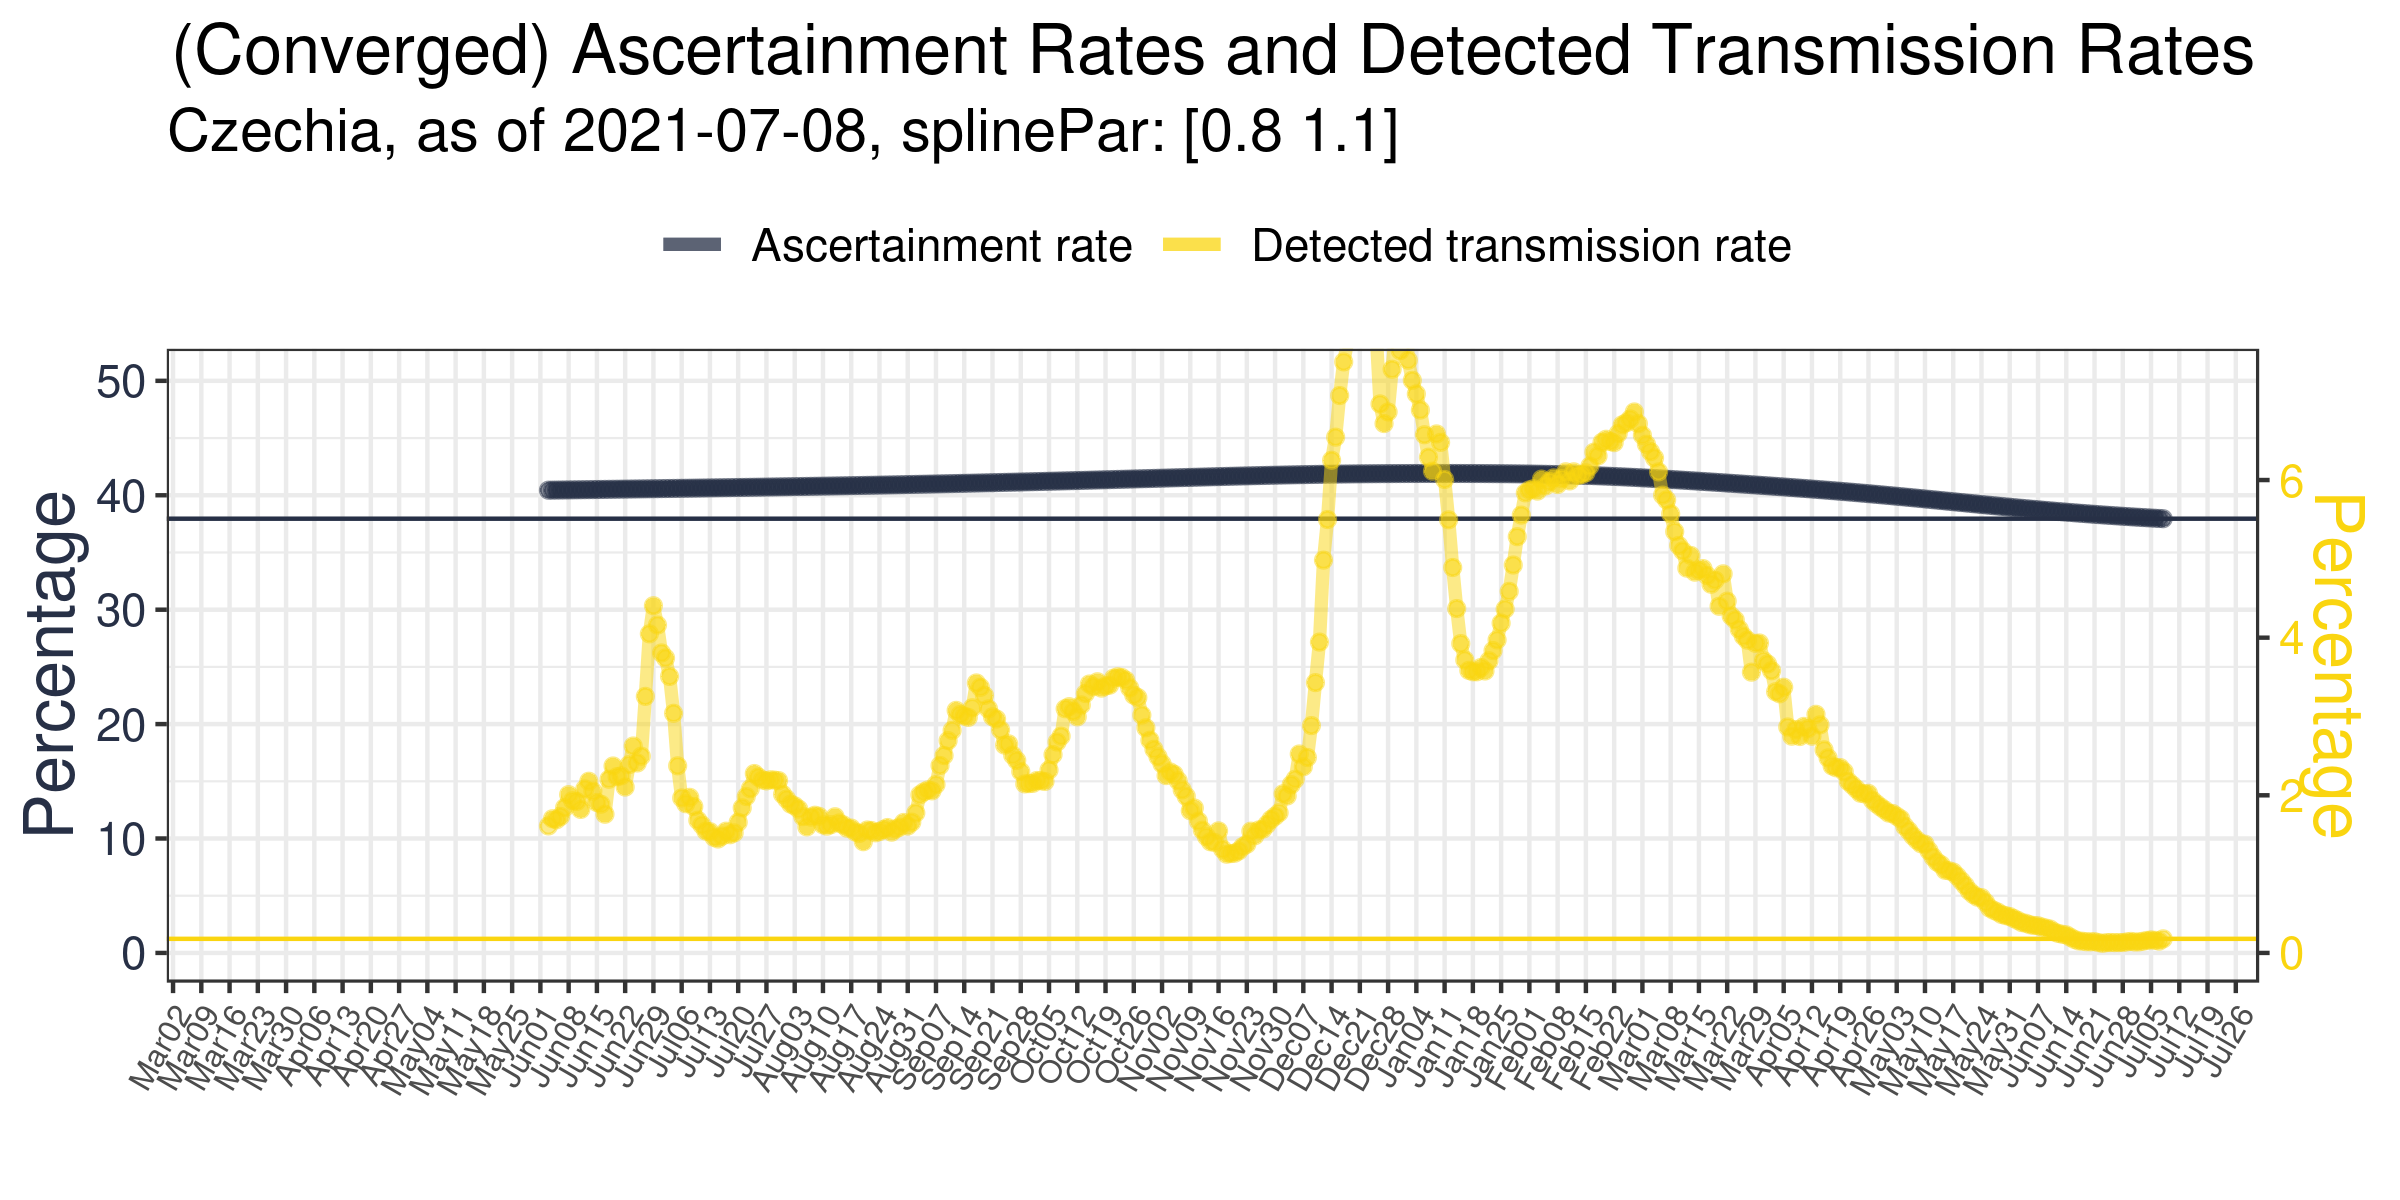 (Converged) Ascertainment Rates and Detected Transmission Rates
Czechia, as of 2021-07-08, splinePar: [0.8 1.1]
Ascertainment rate
Detected transmission rate
Percentage
50
40
30
20
10
0
6
4
2
0
Percentage
Mar02
Mar09
Mar16
Mar23
Mar30
Apr06
Apr13
Apr20
Apr27
May04
May11
May18
May25
Jun01
Jun08
Jun15
Jun22
Jun29
Jul06
Jul13
Jul20
Jul27
Aug03
Aug10
Aug17
Aug24
Aug31
Sep07
Sep14
Sep21
Sep28
Oct05
Oct12
Oct19
Oct26
Nov02
Nov09
Nov16
Nov23
Nov30
Dec07
Dec14
Dec21
Dec28
Jan04
Jan11
Jan18
Jan25
Feb01
Feb08
Feb15
Feb22
Mar01
Mar08
Mar15
Mar22
Mar29
Apr05
Apr12
Apr19
Apr26
May03
May10
May17
May24
May31
Jun07
Jun14
Jun21
Jun28
Jul05
Jul12
Jul19
Jul26